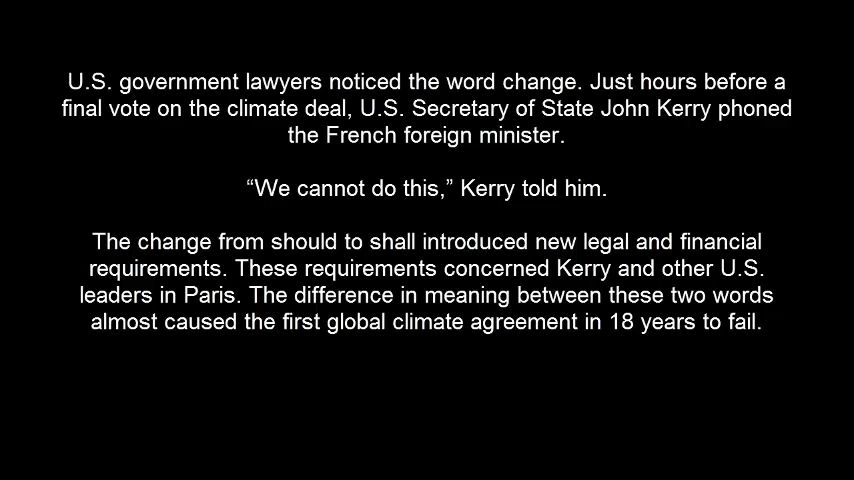 U.S. government lawyers noticed the word change. Just hours before a
final vote on the climate deal, U.S. Secretary of State John Kerry phoned
the French foreign minister.
“We cannot do this,” Kerry told him.
The change from should to shall introduced new legal and financial
requirements. These requirements concerned Kerry and other U.S.
leaders in Paris. The difference in meaning between these two words
almost caused the first global climate agreement in 18 years to fail.